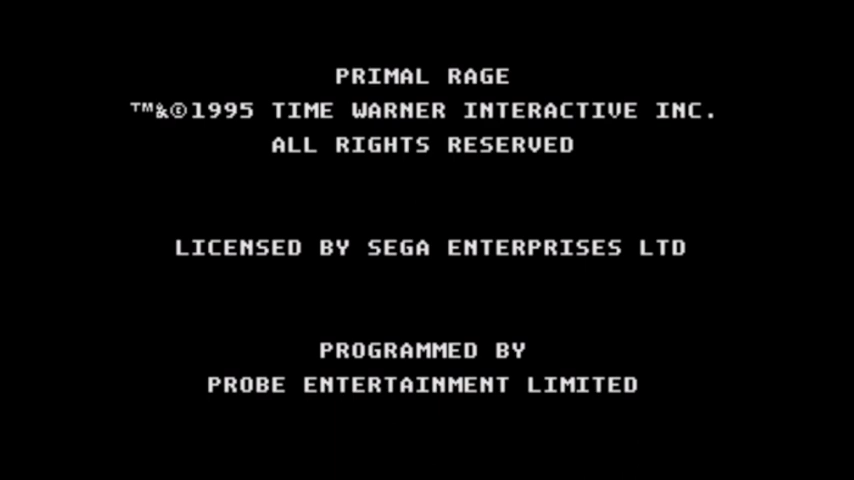 PRIMAL RAGE
™&©1995 TIME WARNER INTERACTIVE INC.
ALL RIGHTS RESERVED
LICENSED BY SEGA ENTERPRISES LTD
PROGRAMMED BY
PROBE ENTERTAINMENT LIMITED